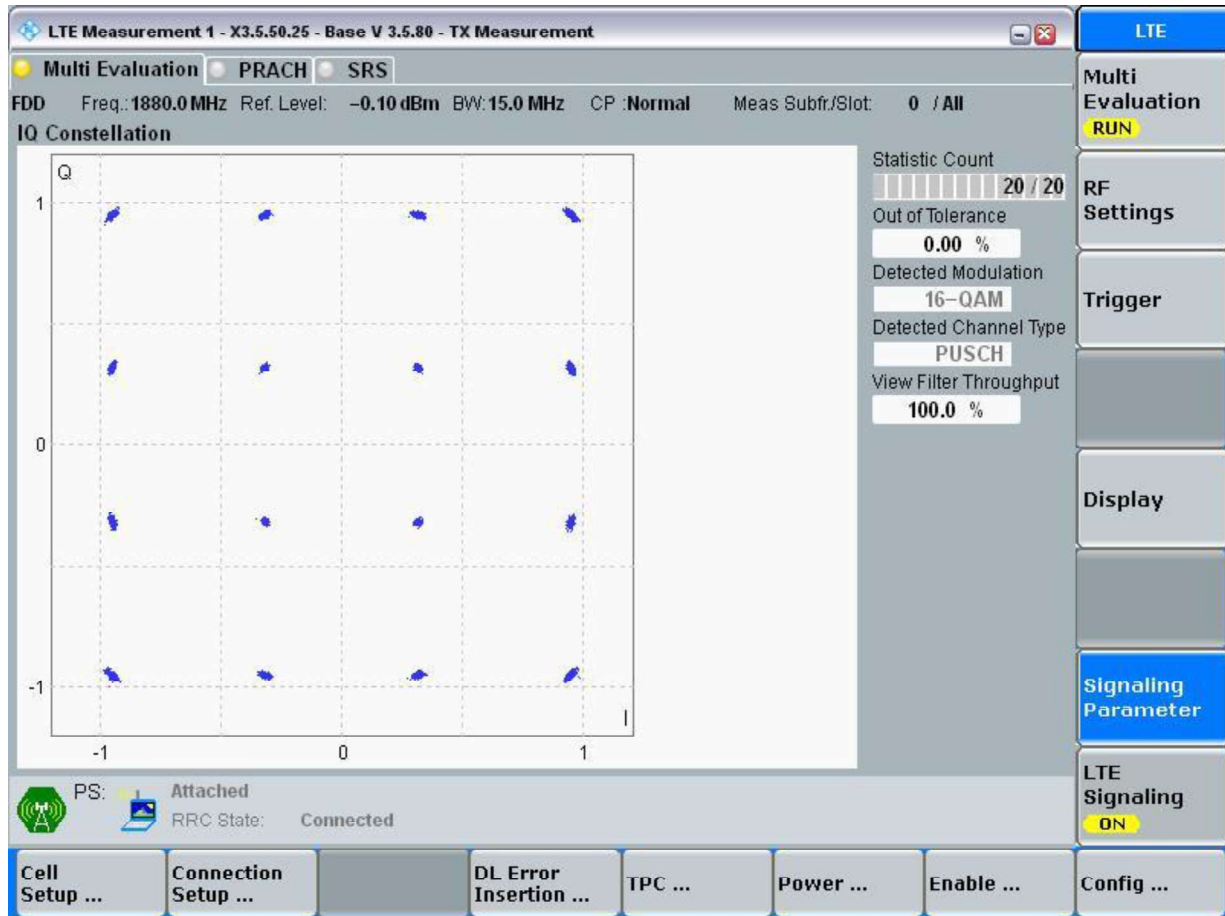 LTE Measurement 1 - X3.5.50.25 - Base V 3.5.80 - TX Measurement
LTE
Multi Evaluation PRACH SRS
FDD Freq.: 1880.0 MHz Ref. Level: −0.10 dBm BW: 15.0 MHz CP : Normal Meas Subfr./Slot: 0 / All
IQ Constellation
Q
1
0
-1
-1 0 1
I
Statistic Count
20 / 20
Out of Tolerance
0.00 %
Detected Modulation
16−QAM
Detected Channel Type
PUSCH
View Filter Throughput
100.0 %
Multi
Evaluation
RUN
RF
Settings
Trigger
Display
Signaling
Parameter
LTE
Signaling
ON
PS: Attached
RRC State: Connected
Cell
Setup ...
Connection
Setup ...
DL Error
Insertion ...
TPC ...
Power ...
Enable ...
Config ...